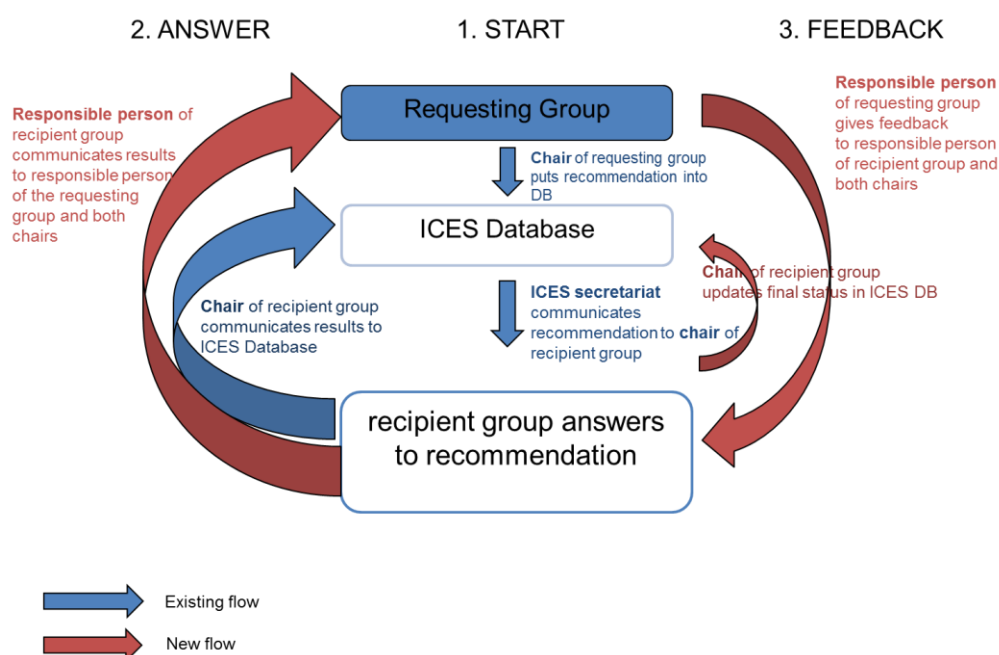 2. ANSWER
1. START
3. FEEDBACK
Responsible person of
recipient group
communicates results
to responsible person
of the requesting
group and both
chairs
Requesting Group
Responsible person
of requesting group
gives feedback
to responsible person
of recipient group and
both chairs
Chair of requesting group
puts recommendation into
DB
ICES Database
Chair of recipient group
communicates results to
ICES Database
ICES secretariat
communicates
recommendation to chair of
recipient group
Chair of recipient group
updates final status in ICES DB
recipient group answers
to recommendation
Existing flow
New flow